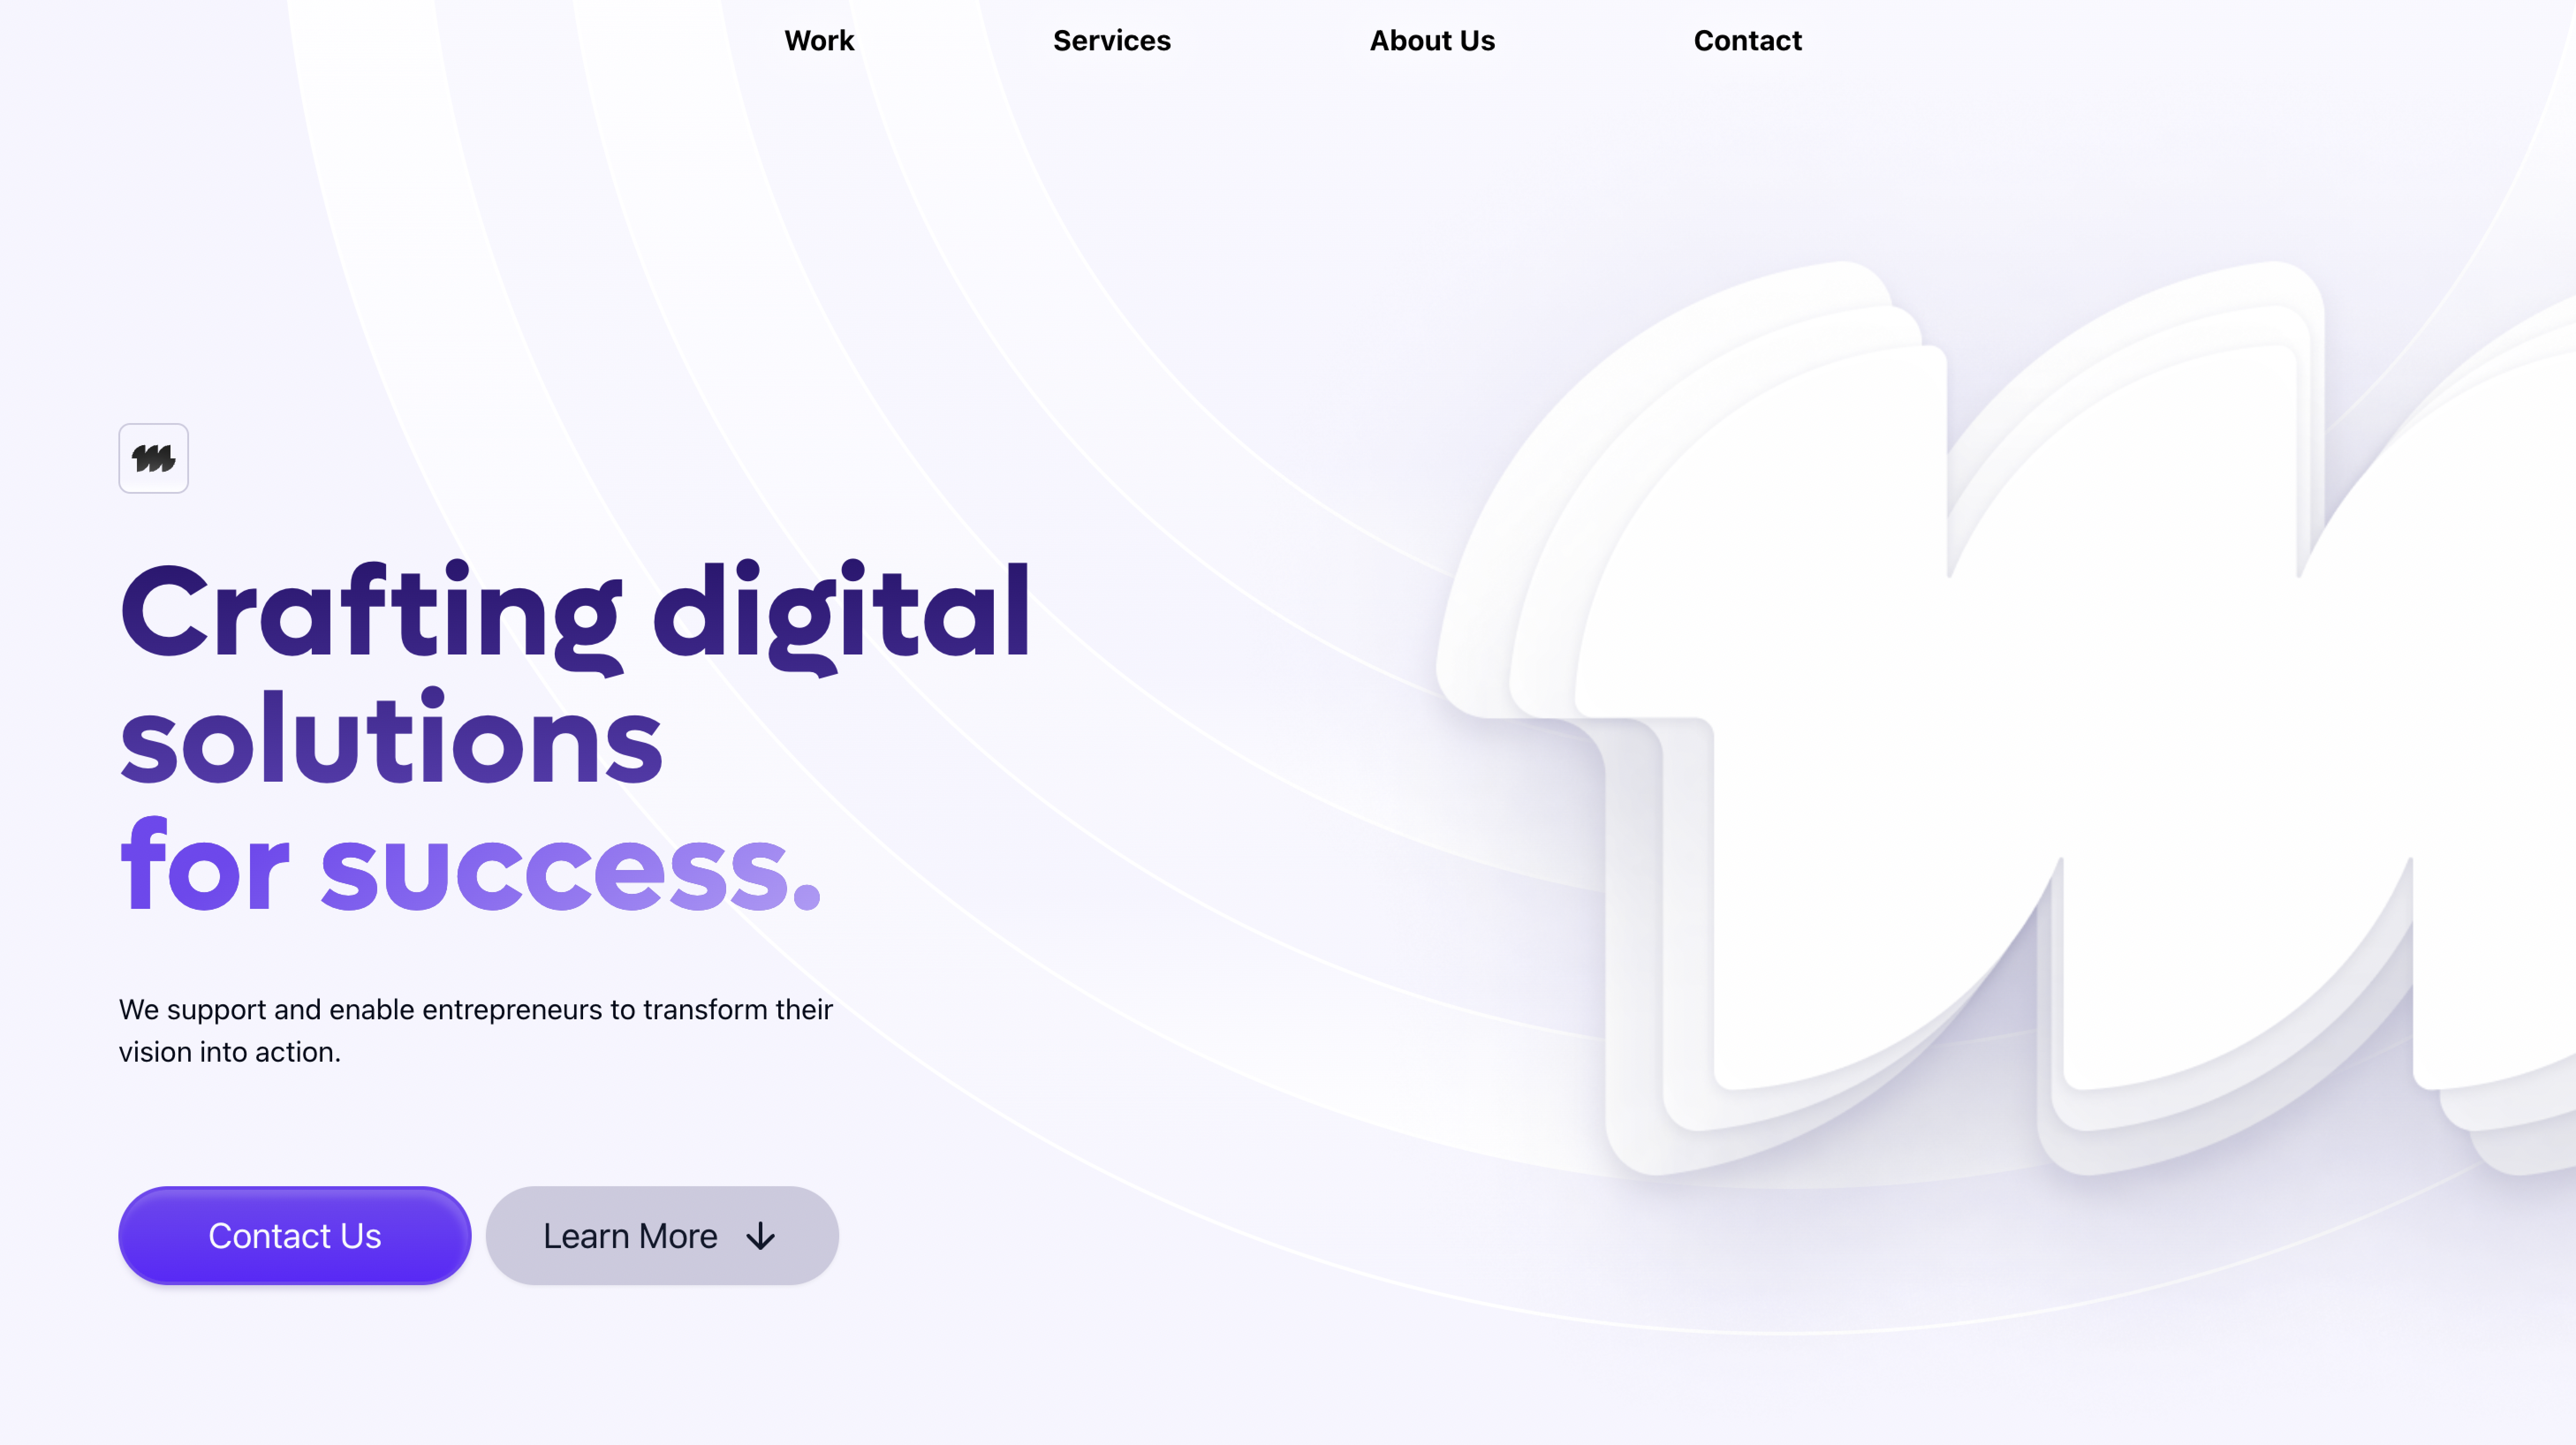 Work
Services
About Us
Contact
Crafting digital
solutions
for success.
We support and enable entrepreneurs to transform their
vision into action.
Contact Us
Learn More